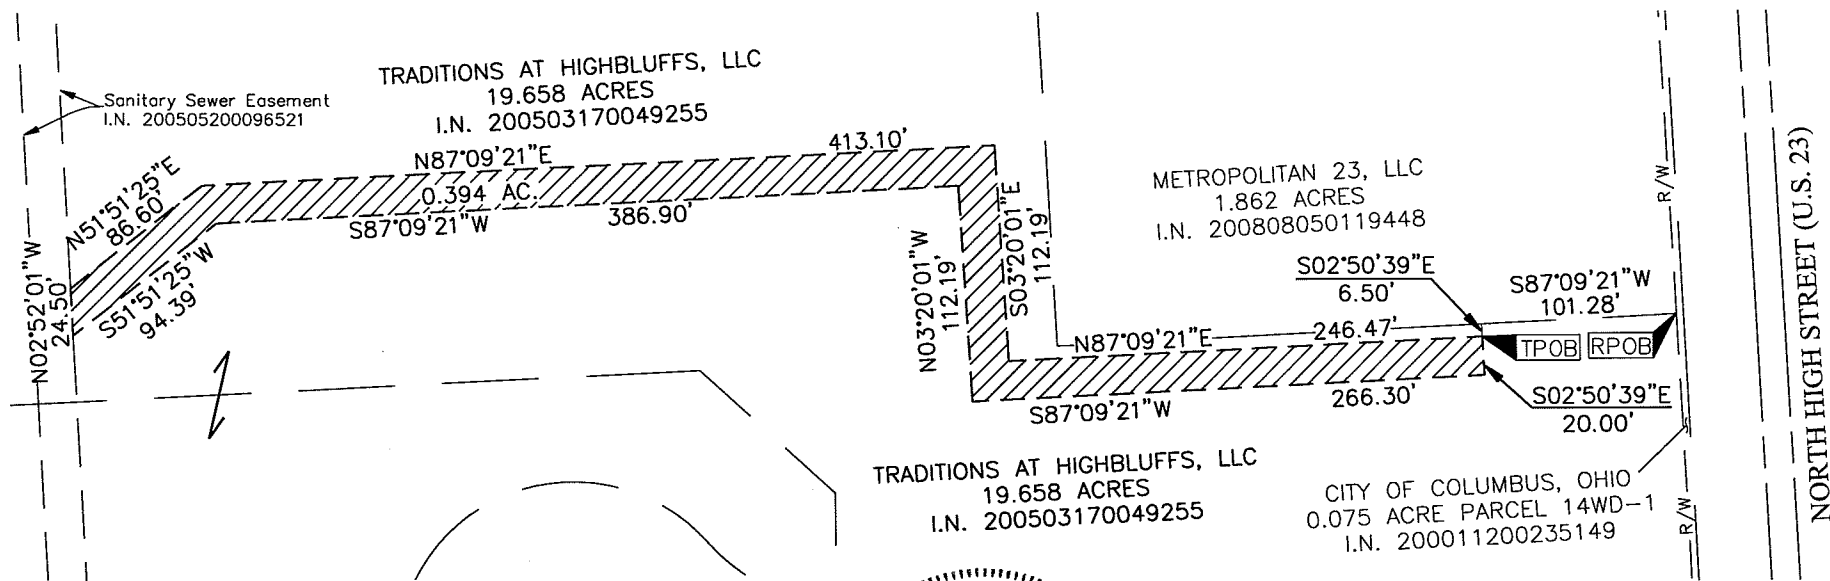 TRADITIONS AT HIGHBLUFFS, LLC
19.658 ACRES
I.N. 200503170049255
Sanitary Sewer Easement
I.N. 200505200096521
N87°09'21"E
413.10'
0.394 AC.
S87°09'21"W
386.90'
N51°51'25"E
86.60'
S51°51'25"W
94.39'
N02°52'01"W
24.50'
N03°20'01"W
112.19'
S03°20'01"E
112.19'
METROPOLITAN 23, LLC
1.862 ACRES
I.N. 200808050119448
S02°50'39"E
6.50'
S87°09'21"W
101.28'
N87°09'21"E
246.47'
TPOB
RPOB
S87°09'21"W
266.30'
S02°50'39"E
20.00'
TRADITIONS AT HIGHBLUFFS, LLC
19.658 ACRES
I.N. 200503170049255
CITY OF COLUMBUS, OHIO
0.075 ACRE PARCEL 14WD-1
I.N. 200011200235149
R/W
R/W
NORTH HIGH STREET (U.S. 23)